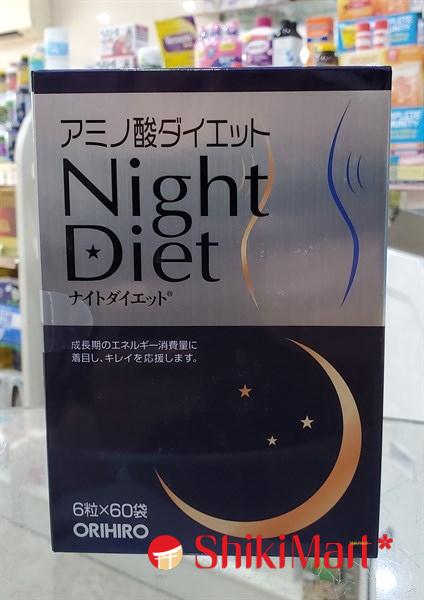 アミノ酸ダイエット
Night
Diet
ナイトダイエット®
成長期のエネルギー消費量に
着目し、キレイを応援します。
6粒×60袋
ORIHIRO
ShikiMart*